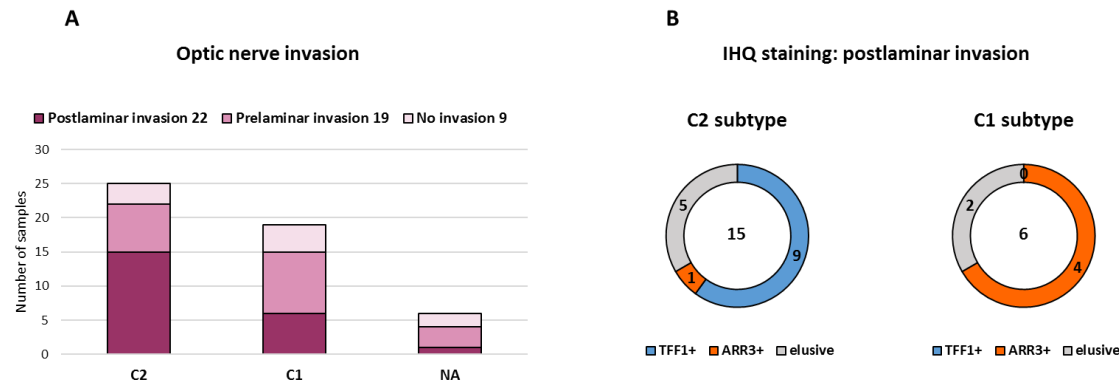 A
Optic nerve invasion
Postlaminar invasion 22 Prelaminar invasion 19 No invasion 9
Number of samples
30
25
20
15
10
5
0
C2 C1 NA
B
IHQ staining: postlaminar invasion
C2 subtype
5
15
9
1
TFF1+ ARR3+ elusive
C1 subtype
0
2
6
4
TFF1+ ARR3+ elusive